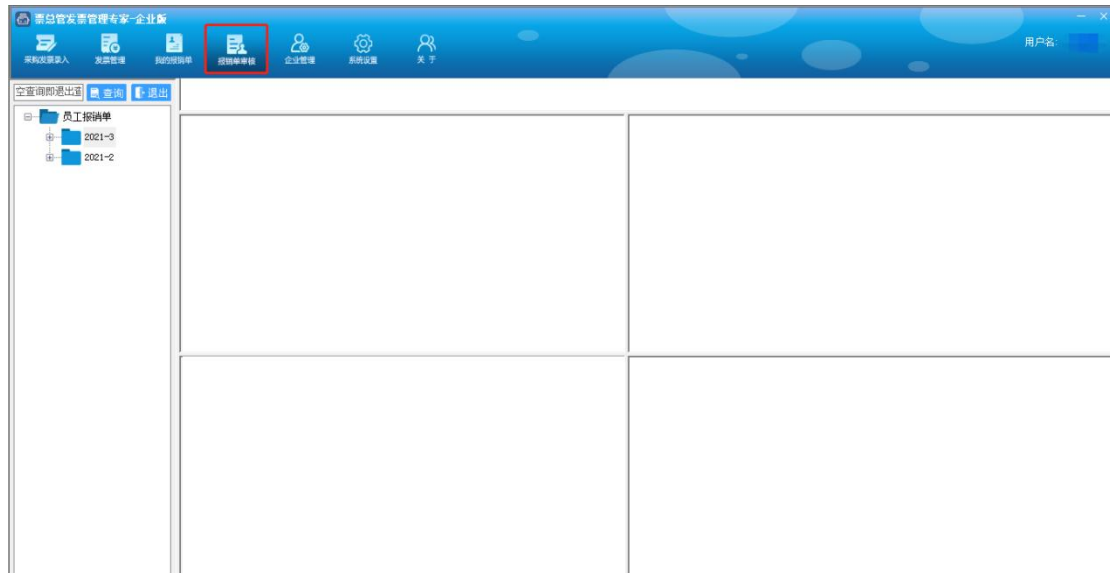 票总管发票管理专家-企业版
用户名:
采购发票录入 发票管理 我的报销单 报销单审核 企业管理 系统设置 关 于
空查询即退出 查询 退出
员工报销单
2021-3
2021-2